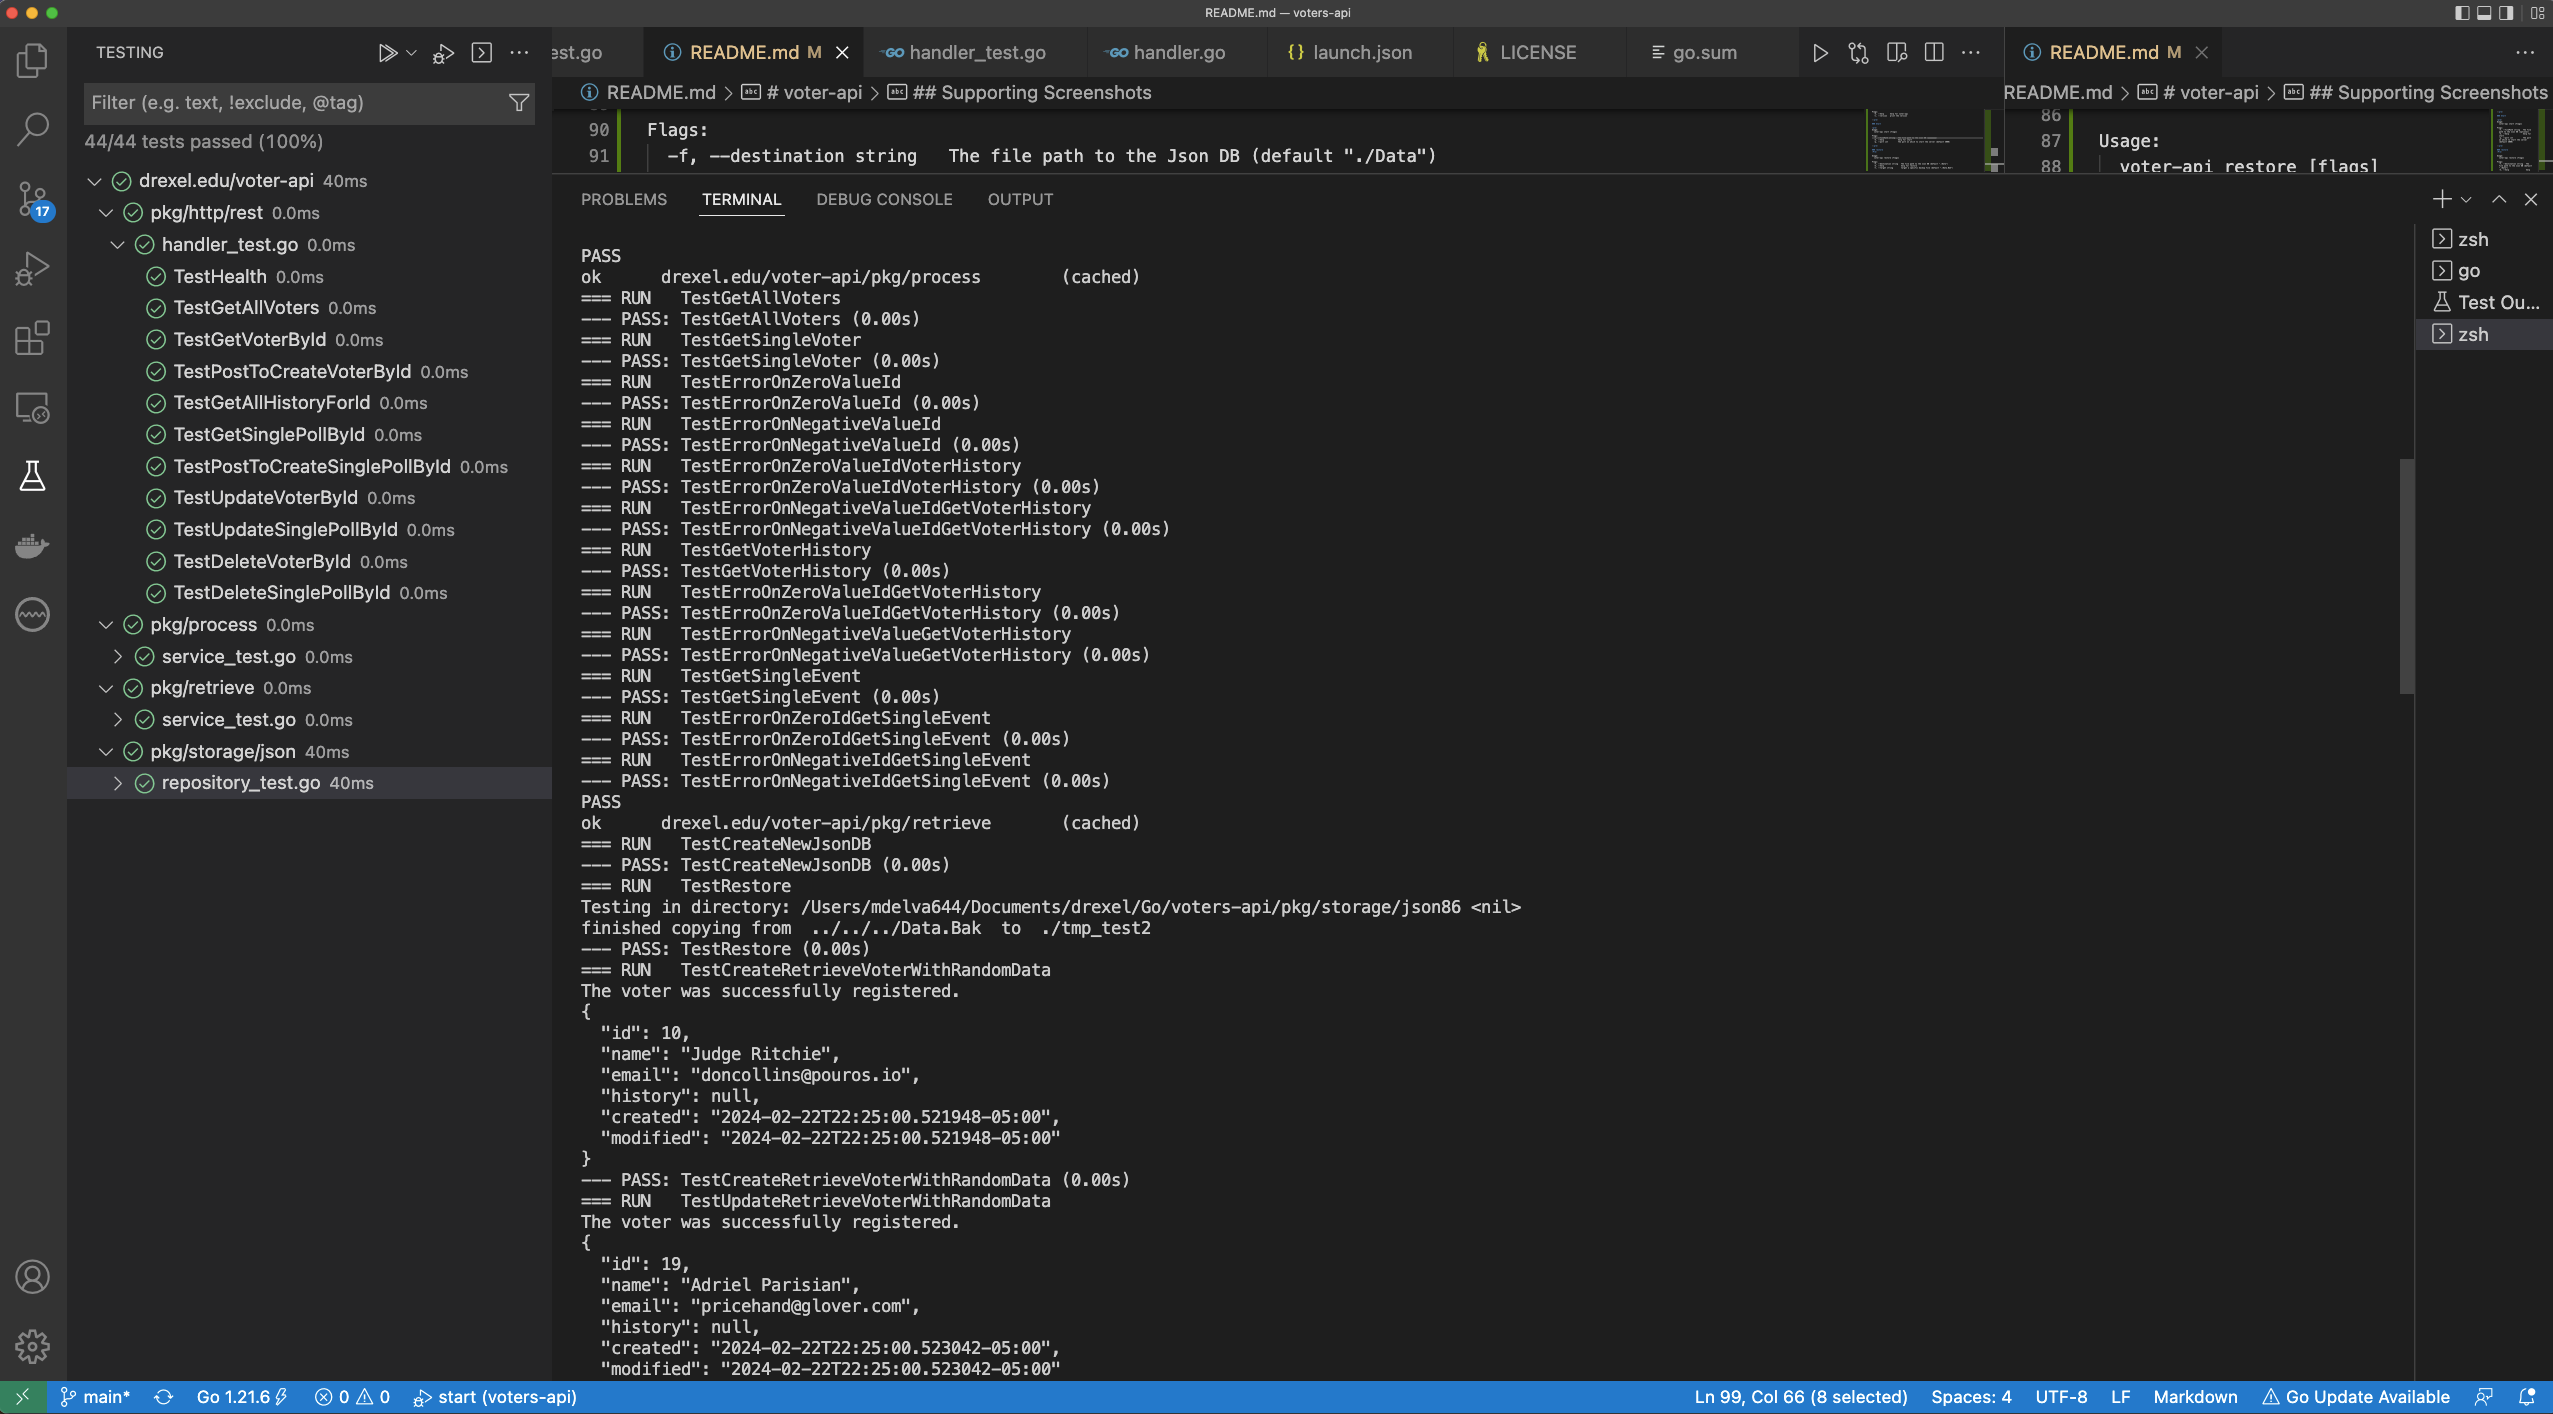 README.md — voters-api
TESTING
Filter (e.g. text, !exclude, @tag)
44/44 tests passed (100%)
drexel.edu/voter-api 40ms
pkg/http/rest 0.0ms
handler_test.go 0.0ms
TestHealth 0.0ms
TestGetAllVoters 0.0ms
TestGetVoterById 0.0ms
TestPostToCreateVoterById 0.0ms
TestGetAllHistoryForId 0.0ms
TestGetSinglePollById 0.0ms
TestPostToCreateSinglePollById 0.0ms
TestUpdateVoterById 0.0ms
TestUpdateSinglePollById 0.0ms
TestDeleteVoterById 0.0ms
TestDeleteSinglePollById 0.0ms
pkg/process 0.0ms
service_test.go 0.0ms
pkg/retrieve 0.0ms
service_test.go 0.0ms
pkg/storage/json 40ms
repository_test.go 40ms
17
est.go README.md M handler_test.go handler.go {} launch.json LICENSE go.sum
README.md > # voter-api > ## Supporting Screenshots
90 Flags:
91 -f, --destination string   The file path to the Json DB (default "./Data")
README.md M
README.md > # voter-api > ## Supporting Screenshots
86
87 Usage:
88 voter-api restore [flags]
PROBLEMS TERMINAL DEBUG CONSOLE OUTPUT
PASS
ok      drexel.edu/voter-api/pkg/process        (cached)
=== RUN   TestGetAllVoters
--- PASS: TestGetAllVoters (0.00s)
=== RUN   TestGetSingleVoter
--- PASS: TestGetSingleVoter (0.00s)
=== RUN   TestErrorOnZeroValueId
--- PASS: TestErrorOnZeroValueId (0.00s)
=== RUN   TestErrorOnNegativeValueId
--- PASS: TestErrorOnNegativeValueId (0.00s)
=== RUN   TestErrorOnZeroValueIdVoterHistory
--- PASS: TestErrorOnZeroValueIdVoterHistory (0.00s)
=== RUN   TestErrorOnNegativeValueIdGetVoterHistory
--- PASS: TestErrorOnNegativeValueIdGetVoterHistory (0.00s)
=== RUN   TestGetVoterHistory
--- PASS: TestGetVoterHistory (0.00s)
=== RUN   TestErroOnZeroValueIdGetVoterHistory
--- PASS: TestErroOnZeroValueIdGetVoterHistory (0.00s)
=== RUN   TestErrorOnNegativeValueGetVoterHistory
--- PASS: TestErrorOnNegativeValueGetVoterHistory (0.00s)
=== RUN   TestGetSingleEvent
--- PASS: TestGetSingleEvent (0.00s)
=== RUN   TestErrorOnZeroIdGetSingleEvent
--- PASS: TestErrorOnZeroIdGetSingleEvent (0.00s)
=== RUN   TestErrorOnNegativeIdGetSingleEvent
--- PASS: TestErrorOnNegativeIdGetSingleEvent (0.00s)
PASS
ok      drexel.edu/voter-api/pkg/retrieve       (cached)
=== RUN   TestCreateNewJsonDB
--- PASS: TestCreateNewJsonDB (0.00s)
=== RUN   TestRestore
Testing in directory: /Users/mdelva644/Documents/drexel/Go/voters-api/pkg/storage/json86 <nil>
finished copying from  ../../../Data.Bak  to  ./tmp_test2
--- PASS: TestRestore (0.00s)
=== RUN   TestCreateRetrieveVoterWithRandomData
The voter was successfully registered.
{
"id": 10,
"name": "Judge Ritchie",
"email": "doncollins@pouros.io",
"history": null,
"created": "2024-02-22T22:25:00.521948-05:00",
"modified": "2024-02-22T22:25:00.521948-05:00"
}
--- PASS: TestCreateRetrieveVoterWithRandomData (0.00s)
=== RUN   TestUpdateRetrieveVoterWithRandomData
The voter was successfully registered.
{
"id": 19,
"name": "Adriel Parisian",
"email": "pricehand@glover.com",
"history": null,
"created": "2024-02-22T22:25:00.523042-05:00",
"modified": "2024-02-22T22:25:00.523042-05:00"
zsh
go
Test Ou...
zsh
main* Go 1.21.6 0 0 start (voters-api) Ln 99, Col 66 (8 selected) Spaces: 4 UTF-8 LF Markdown Go Update Available